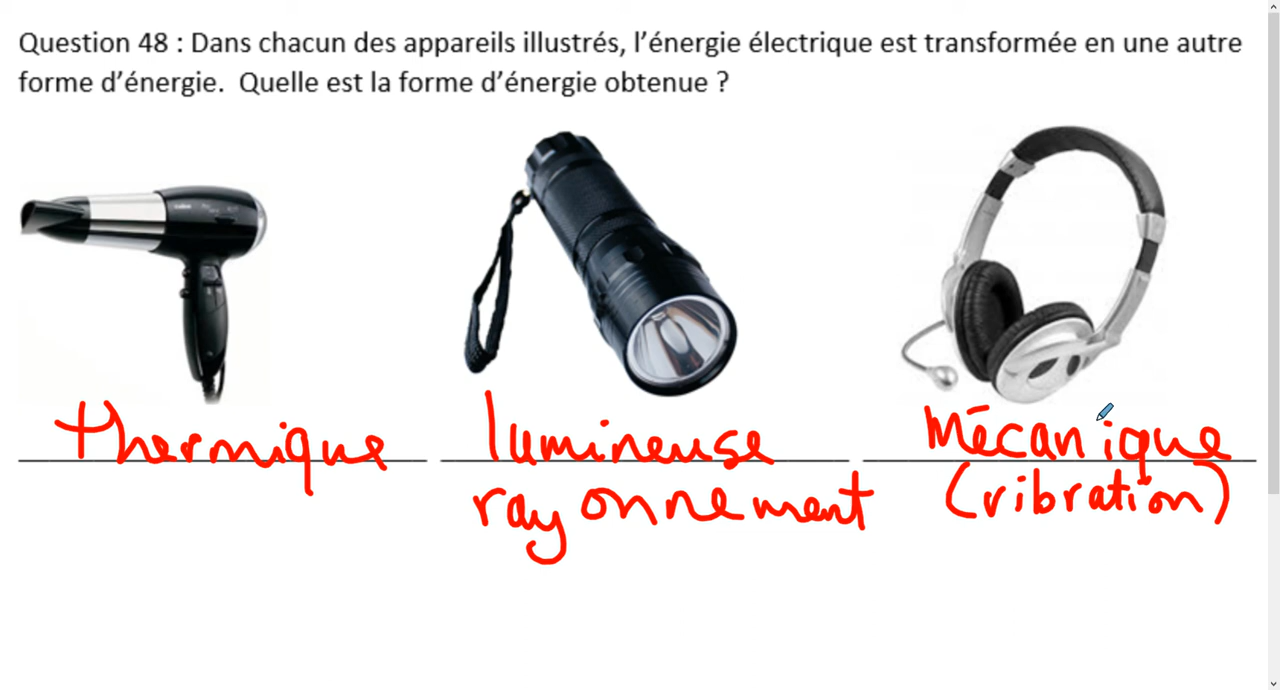 Question 48 : Dans chacun des appareils illustrés, l'énergie électrique est transformée en une autre
forme d'énergie.  Quelle est la forme d'énergie obtenue ?
thermique
lumineuse
rayonnement
mécanique
(vibration)